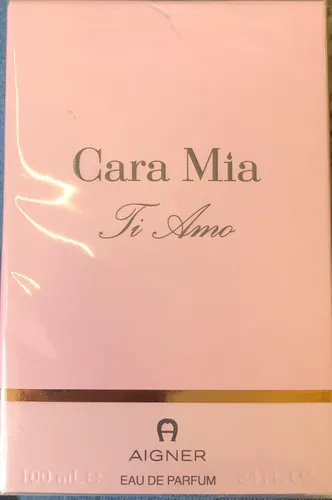 Cara Mia
Ti Amo
AIGNER
100 ml ℮
EAU DE PARFUM